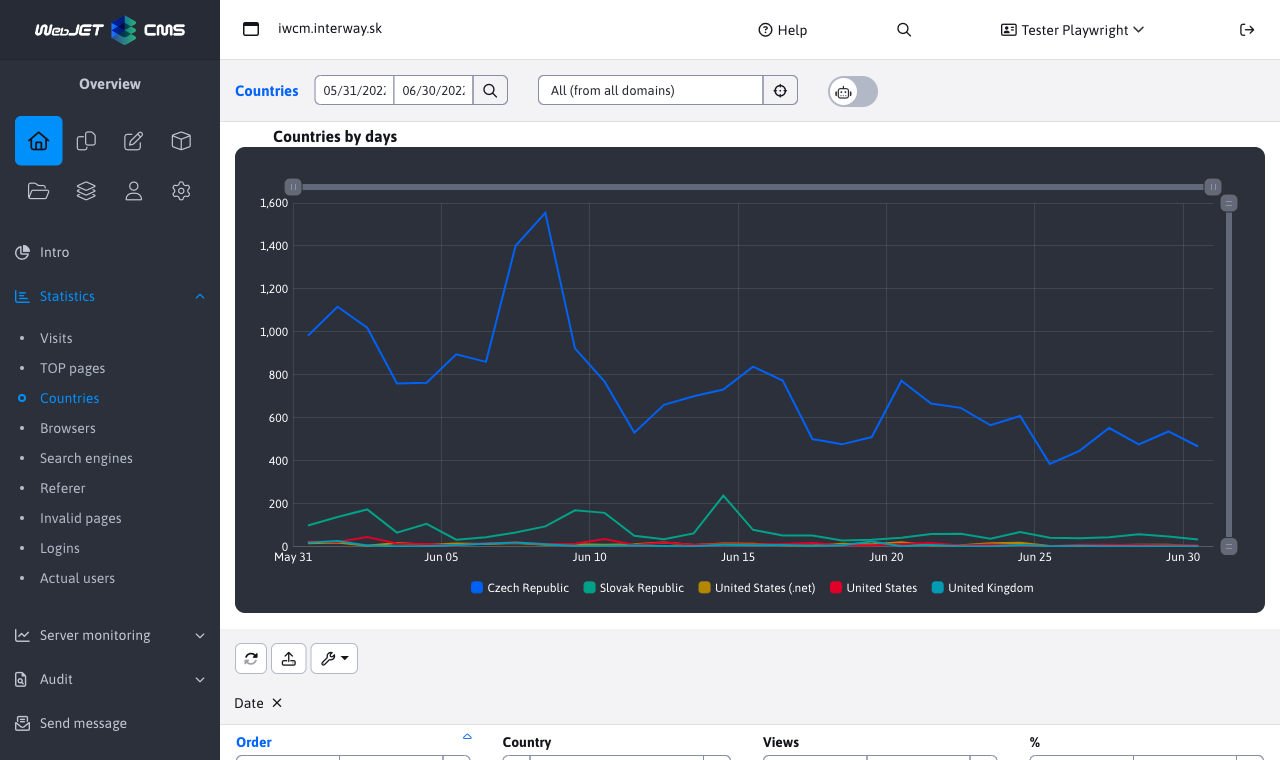 WebJET CMS
iwcm.interway.sk
Help
Tester Playwright
Overview
Intro
Statistics
Visits
TOP pages
Countries
Browsers
Search engines
Referer
Invalid pages
Logins
Actual users
Server monitoring
Audit
Send message
Countries
05/31/2022
06/30/2022
All (from all domains)
Countries by days
1,600
1,400
1,200
1,000
800
600
400
200
0
May 31 Jun 05 Jun 10 Jun 15 Jun 20 Jun 25 Jun 30
Czech Republic Slovak Republic United States (.net) United States United Kingdom
Date
Order Country Views %